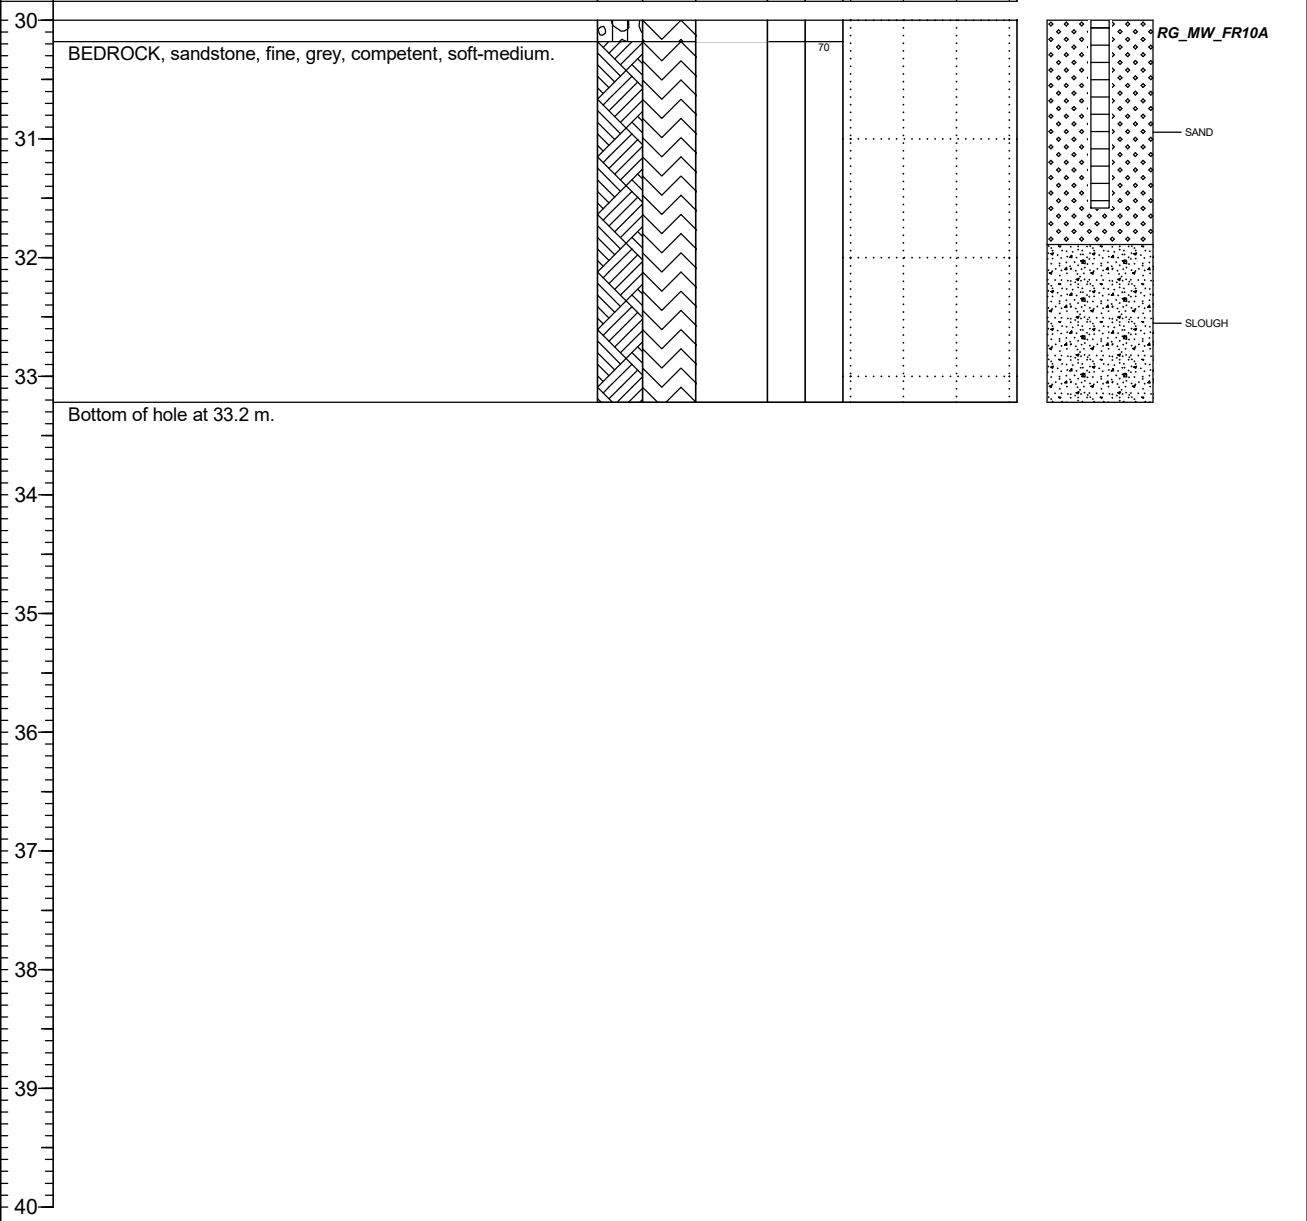 30
RG_MW_FR10A
BEDROCK, sandstone, fine, grey, competent, soft-medium.
70
31
SAND
32
SLOUGH
33
Bottom of hole at 33.2 m.
34
35
36
37
38
39
40